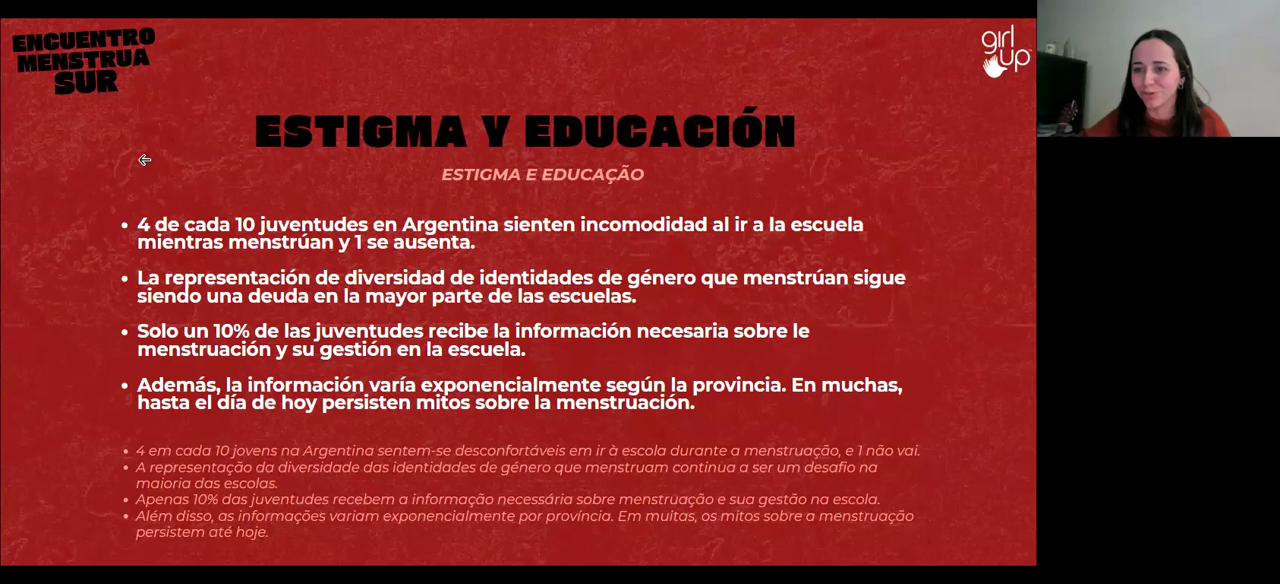 ENCUENTRO
MENSTRUA
SUR
girl
up
ESTIGMA Y EDUCACIÓN
ESTIGMA E EDUCAÇÃO
• 4 de cada 10 juventudes en Argentina sienten incomodidad al ir a la escuela
mientras menstrúan y 1 se ausenta.
• La representación de diversidad de identidades de género que menstrúan sigue
siendo una deuda en la mayor parte de las escuelas.
• Solo un 10% de las juventudes recibe la información necesaria sobre le
menstruación y su gestión en la escuela.
• Además, la información varía exponencialmente según la provincia. En muchas,
hasta el día de hoy persisten mitos sobre la menstruación.
• 4 em cada 10 jovens na Argentina sentem-se desconfortáveis em ir à escola durante a menstruação, e 1 não vai.
• A representação da diversidade das identidades de género que menstruam continua a ser um desafio na
maioria das escolas.
• Apenas 10% das juventudes recebem a informação necessária sobre menstruação e sua gestão na escola.
• Além disso, as informações variam exponencialmente por província. Em muitas, os mitos sobre a menstruação
persistem até hoje.